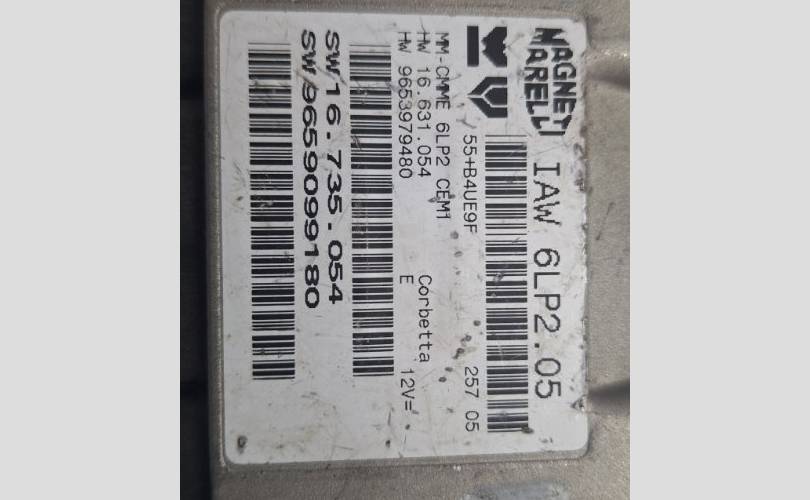 MAGNETI
MARELLI
IAW 6LP2.05
55+B4UE9F 257 05
MM-CMME 6LP2 CEM1
HW 16.631.054 Corbetta
HW 9653979480 E 12V=
SW 16.735.054
SW 9659099180